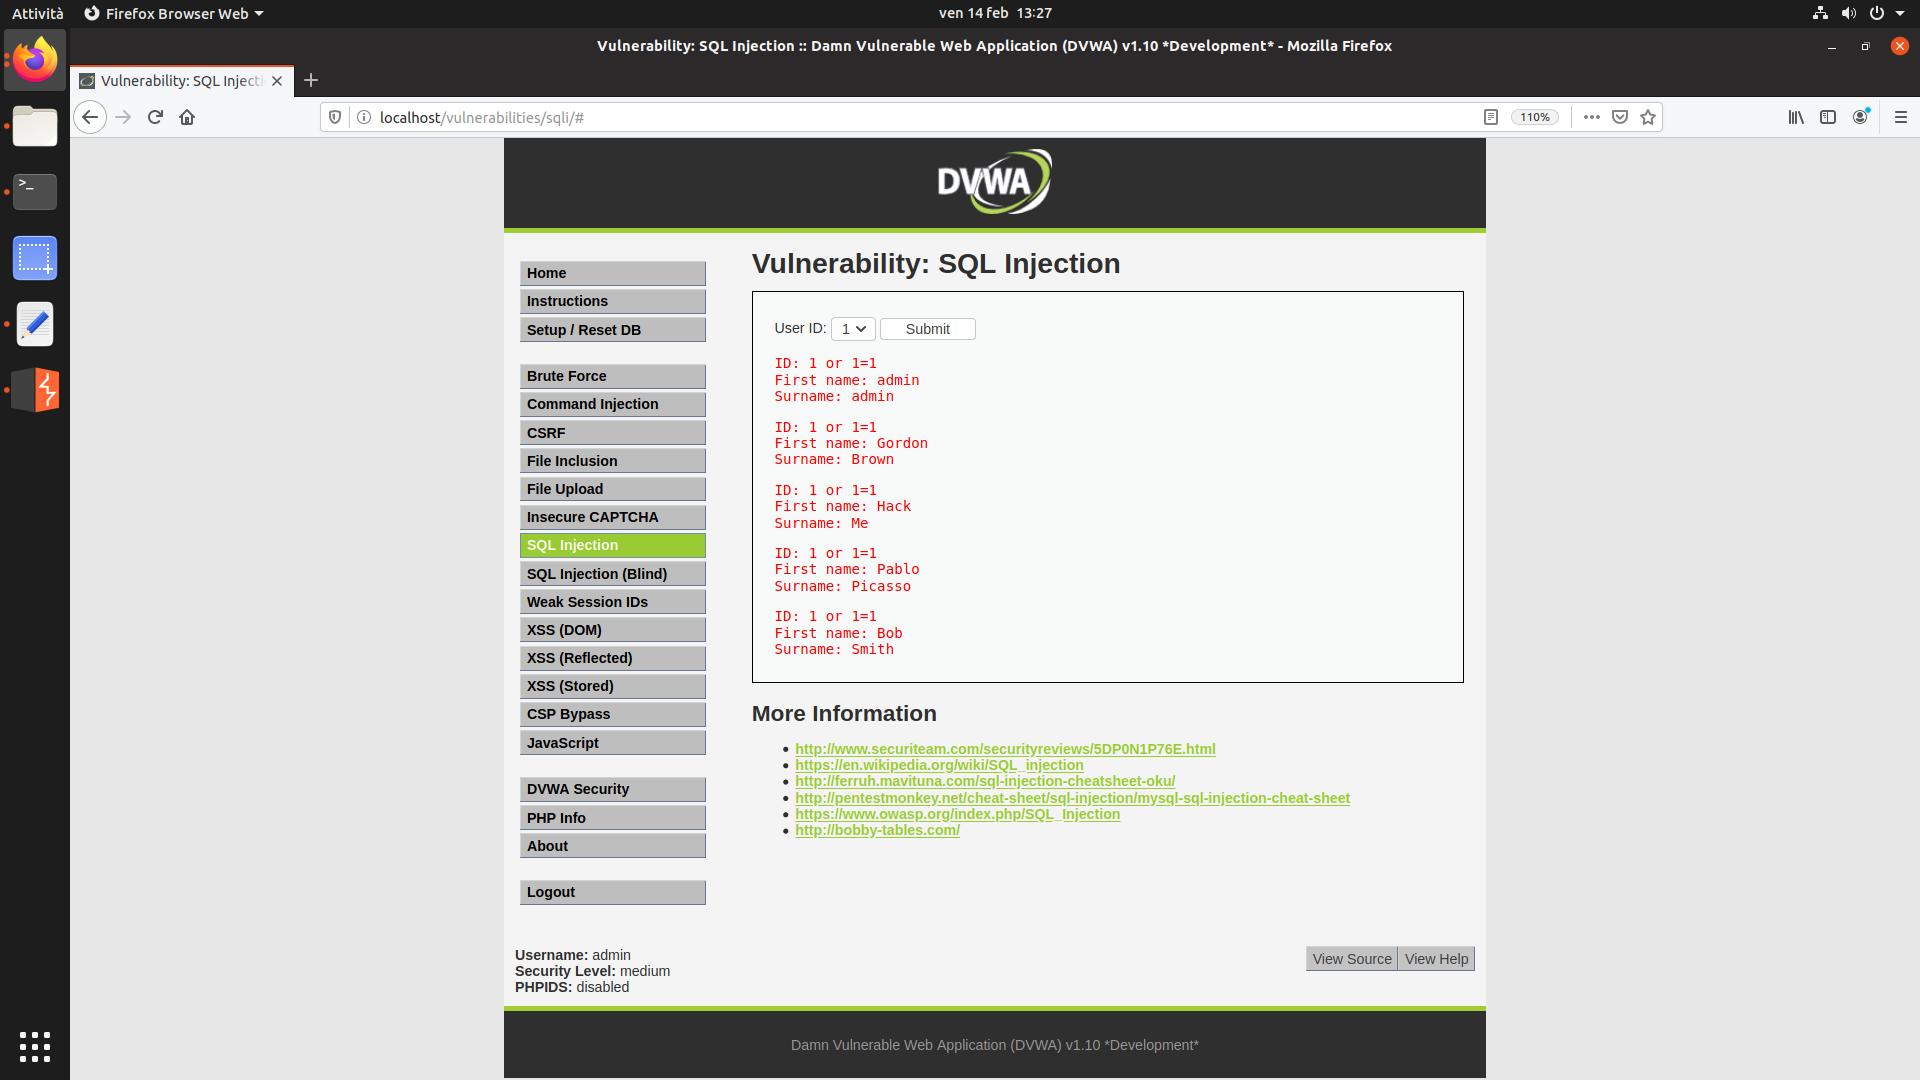 Attività
Firefox Browser Web
ven 14 feb 13:27
Vulnerability: SQL Injection :: Damn Vulnerable Web Application (DVWA) v1.10 *Development* - Mozilla Firefox
Vulnerability: SQL Injecti
localhost/vulnerabilities/sqli/#
110%
DVWA
Home
Instructions
Setup / Reset DB
Brute Force
Command Injection
CSRF
File Inclusion
File Upload
Insecure CAPTCHA
SQL Injection
SQL Injection (Blind)
Weak Session IDs
XSS (DOM)
XSS (Reflected)
XSS (Stored)
CSP Bypass
JavaScript
DVWA Security
PHP Info
About
Logout
Vulnerability: SQL Injection
User ID: 1 Submit
ID: 1 or 1=1
First name: admin
Surname: admin
ID: 1 or 1=1
First name: Gordon
Surname: Brown
ID: 1 or 1=1
First name: Hack
Surname: Me
ID: 1 or 1=1
First name: Pablo
Surname: Picasso
ID: 1 or 1=1
First name: Bob
Surname: Smith
More Information
http://www.securiteam.com/securityreviews/5DP0N1P76E.html
https://en.wikipedia.org/wiki/SQL_injection
http://ferruh.mavituna.com/sql-injection-cheatsheet-oku/
http://pentestmonkey.net/cheat-sheet/sql-injection/mysql-sql-injection-cheat-sheet
https://www.owasp.org/index.php/SQL_Injection
http://bobby-tables.com/
Username: admin
Security Level: medium
PHPIDS: disabled
View Source
View Help
Damn Vulnerable Web Application (DVWA) v1.10 *Development*